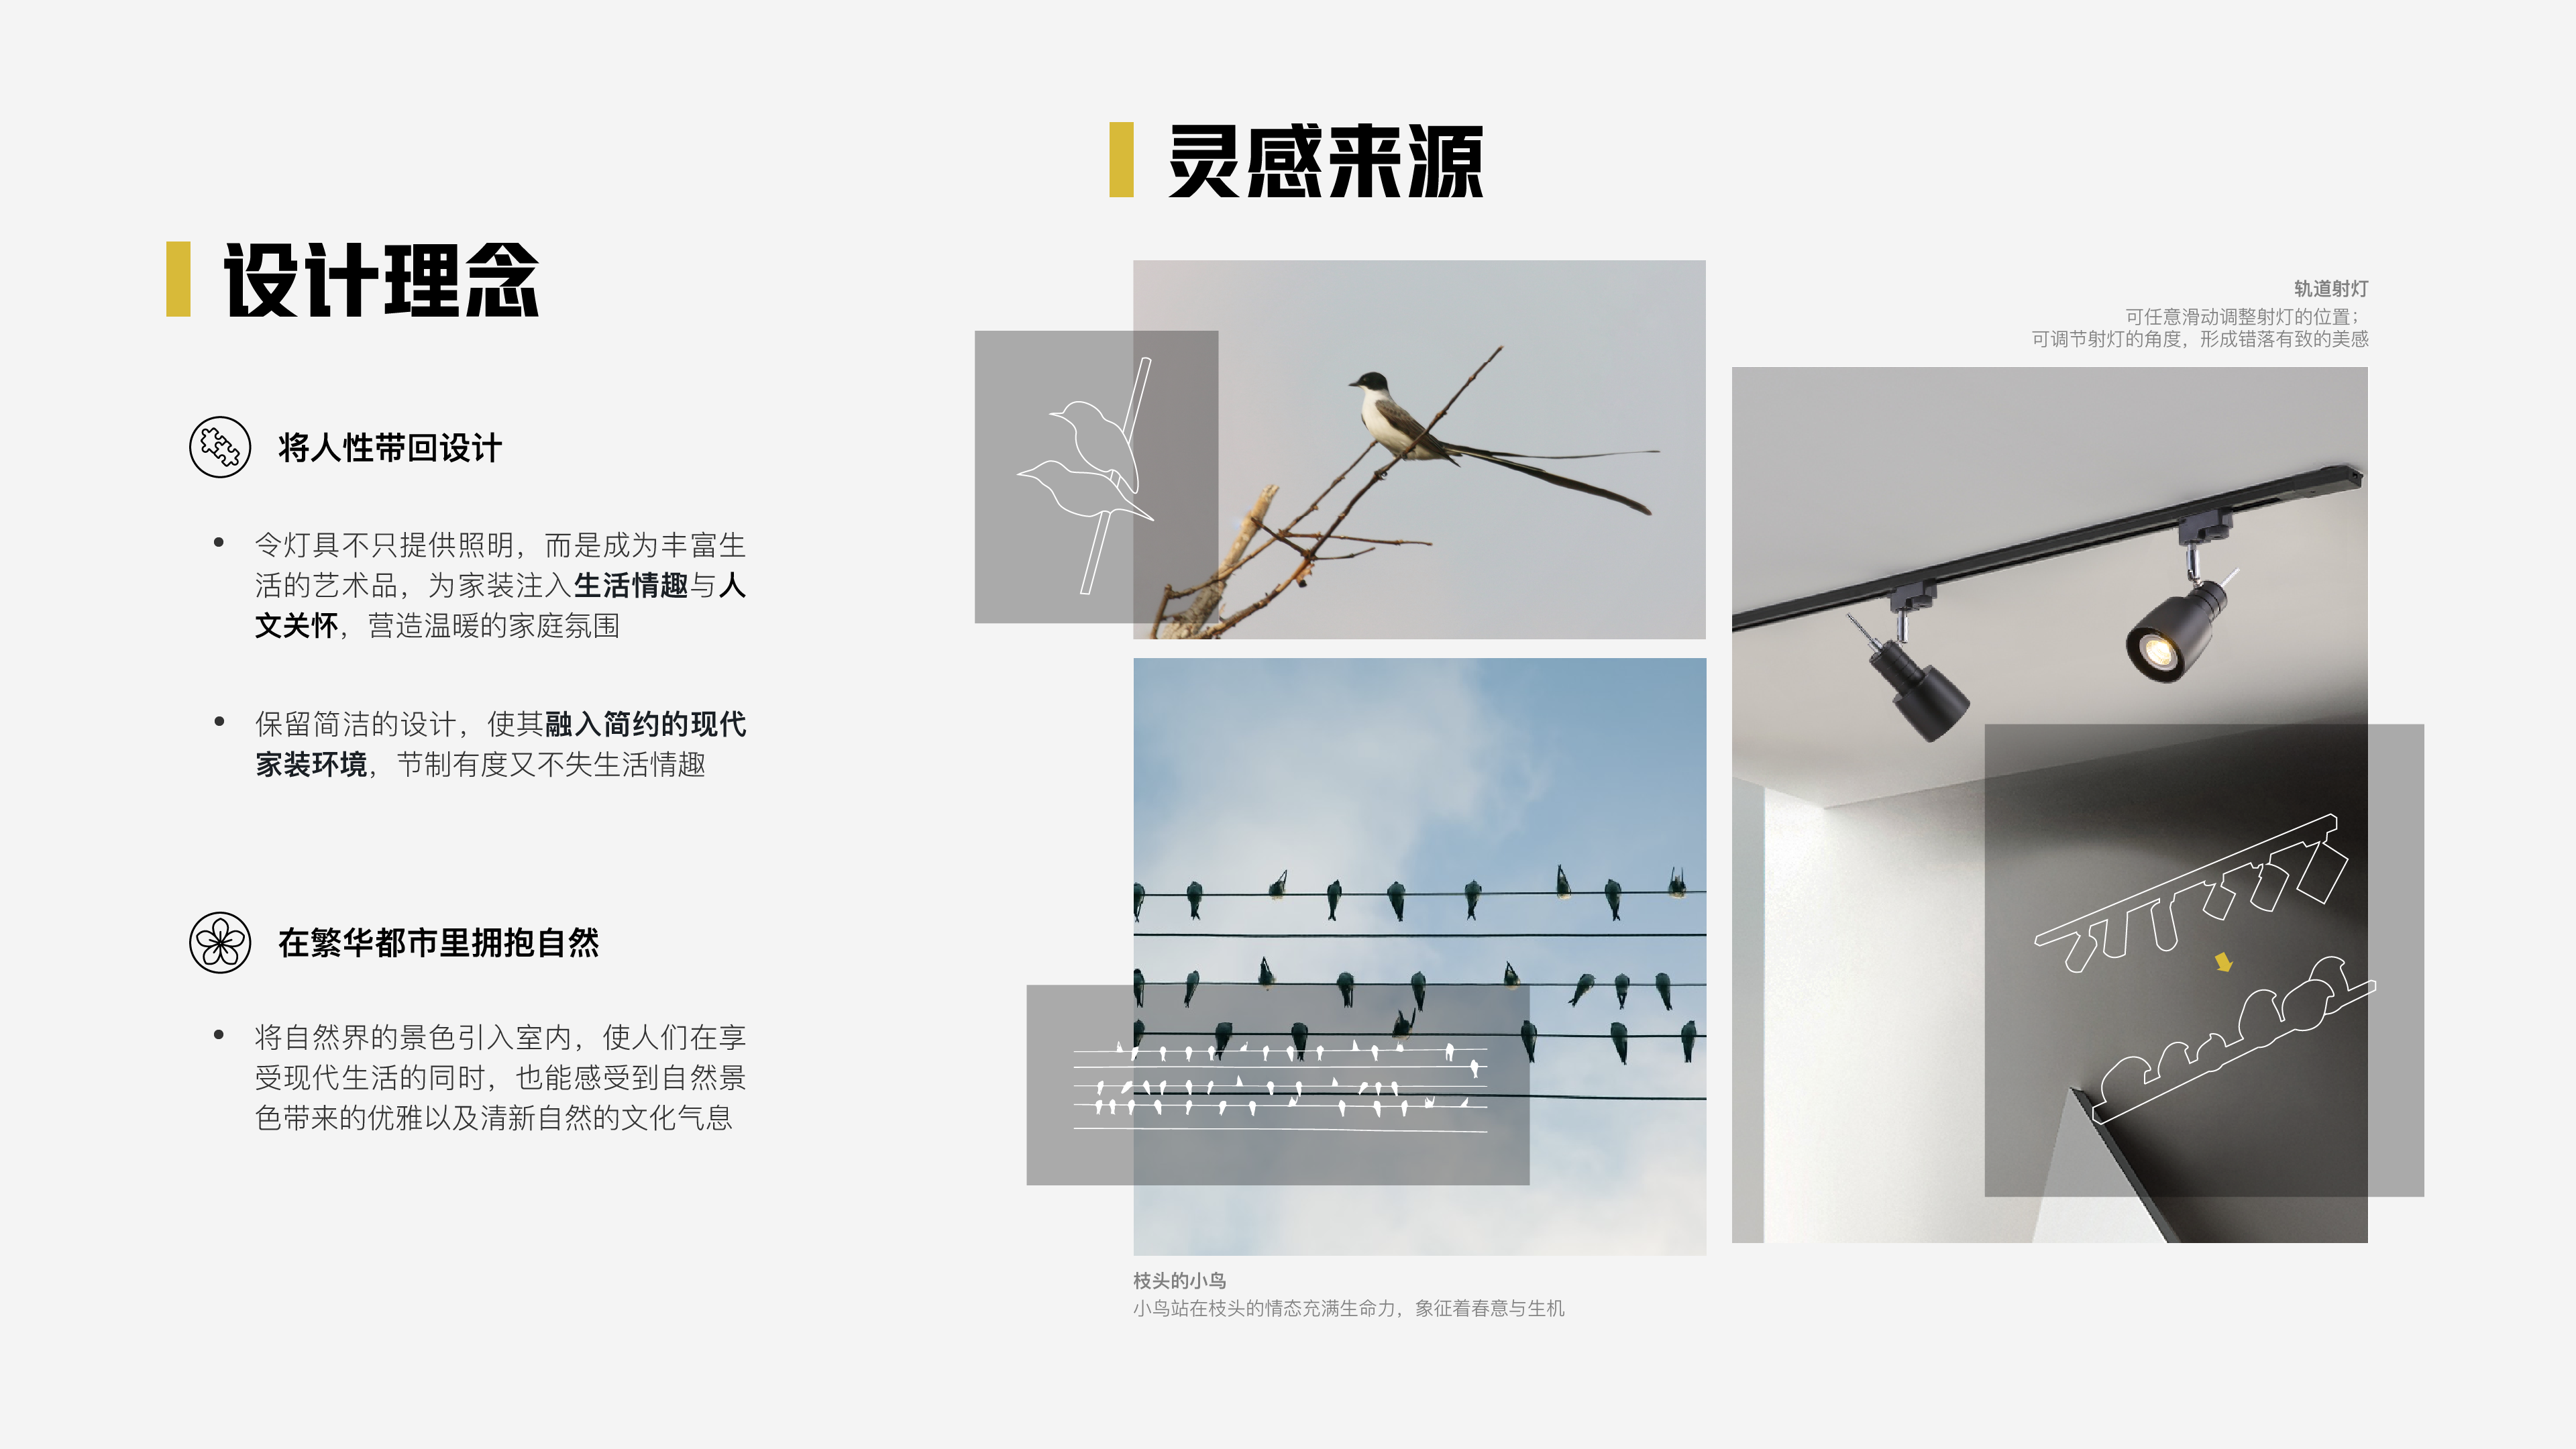 设计理念
将人性带回设计
令灯具不只提供照明，而是成为丰富生
活的艺术品，为家装注入生活情趣与人
文关怀，营造温暖的家庭氛围
保留简洁的设计，使其融入简约的现代
家装环境，节制有度又不失生活情趣
在繁华都市里拥抱自然
将自然界的景色引入室内，使人们在享
受现代生活的同时，也能感受到自然景
色带来的优雅以及清新自然的文化气息
灵感来源
轨道射灯
可任意滑动调整射灯的位置；
可调节射灯的角度，形成错落有致的美感
枝头的小鸟
小鸟站在枝头的情态充满生命力，象征着春意与生机